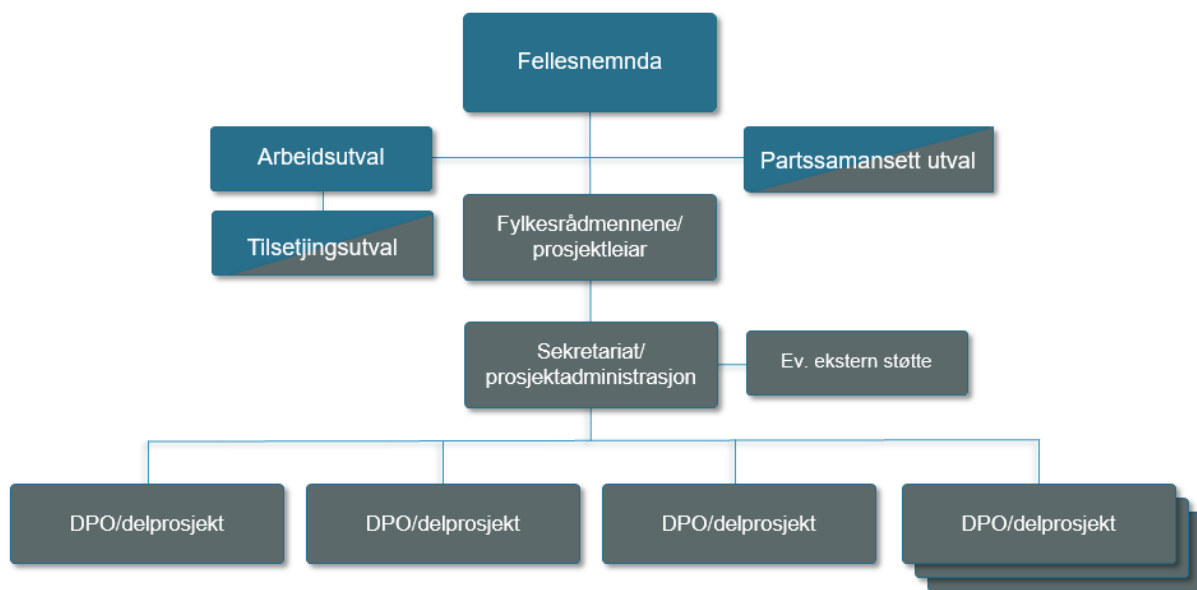 Fellesnemnda
Arbeidsutval
Partssamansett utval
Tilsetjingsutval
Fylkesrådmennene/
prosjektleiar
Sekretariat/
prosjektadministrasjon
Ev. ekstern støtte
DPO/delprosjekt
DPO/delprosjekt
DPO/delprosjekt
DPO/delprosjekt